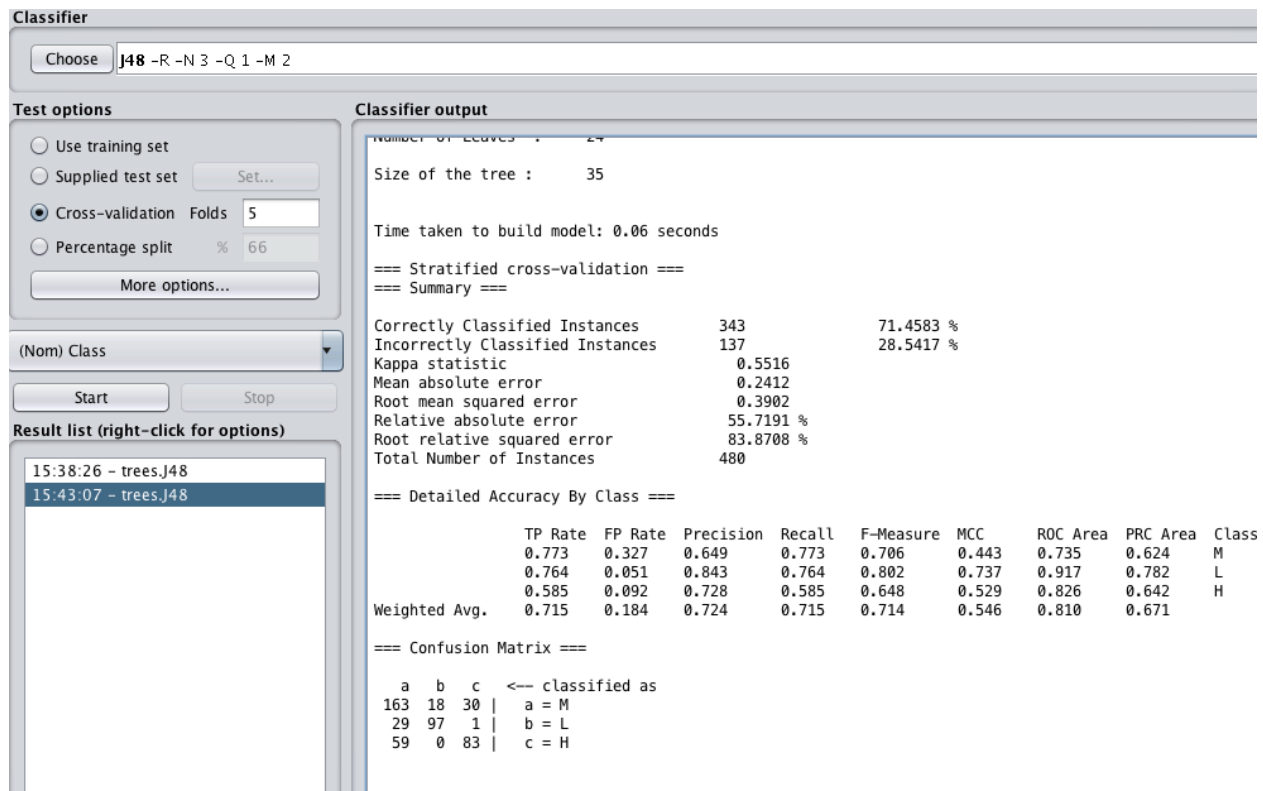 Classifier
Choose J48 -R -N 3 -Q 1 -M 2
Test options
Use training set
Supplied test set Set...
Cross-validation Folds 5
Percentage split % 66
More options...
(Nom) Class
Start Stop
Result list (right-click for options)
15:38:26 - trees.J48
15:43:07 - trees.J48
Classifier output
Number of Leaves : 24
Size of the tree : 35
Time taken to build model: 0.06 seconds
=== Stratified cross-validation ===
=== Summary ===
Correctly Classified Instances 343 71.4583 %
Incorrectly Classified Instances 137 28.5417 %
Kappa statistic 0.5516
Mean absolute error 0.2412
Root mean squared error 0.3902
Relative absolute error 55.7191 %
Root relative squared error 83.8708 %
Total Number of Instances 480
=== Detailed Accuracy By Class ===
TP Rate FP Rate Precision Recall F-Measure MCC ROC Area PRC Area Class
0.773 0.327 0.649 0.773 0.706 0.443 0.735 0.624 M
0.764 0.051 0.843 0.764 0.802 0.737 0.917 0.782 L
0.585 0.092 0.728 0.585 0.648 0.529 0.826 0.642 H
Weighted Avg. 0.715 0.184 0.724 0.715 0.714 0.546 0.810 0.671
=== Confusion Matrix ===
a b c <-- classified as
163 18 30 | a = M
29 97 1 | b = L
59 0 83 | c = H